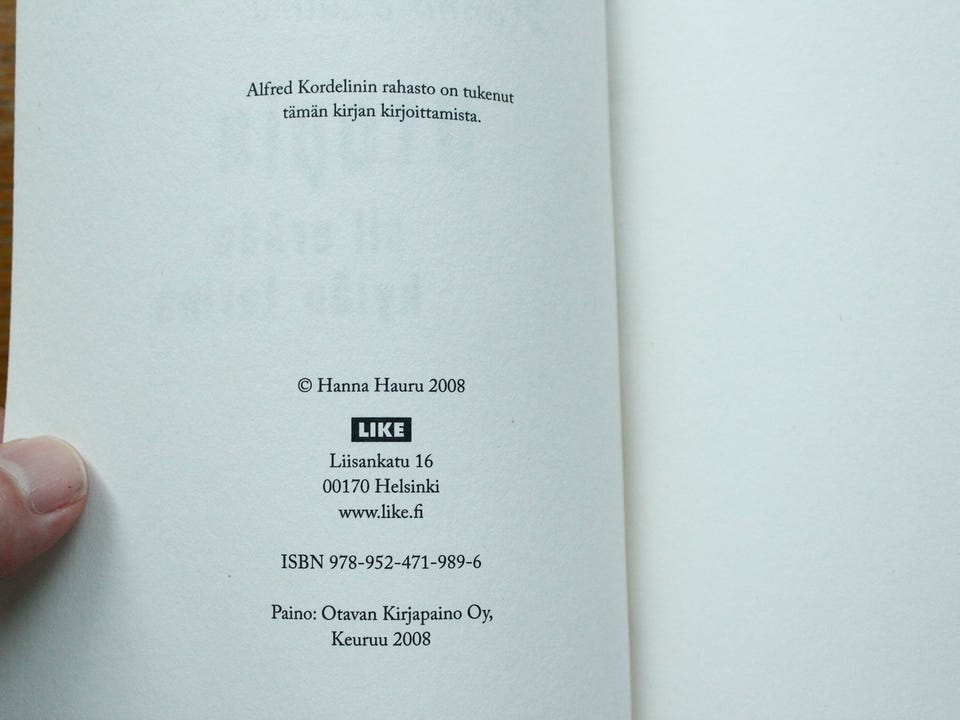 Alfred Kordelinin rahasto on tukenut
tämän kirjan kirjoittamista.
© Hanna Hauru 2008
LIKE
Liisankatu 16
00170 Helsinki
www.like.fi
ISBN 978-952-471-989-6
Paino: Otavan Kirjapaino Oy,
Keuruu 2008